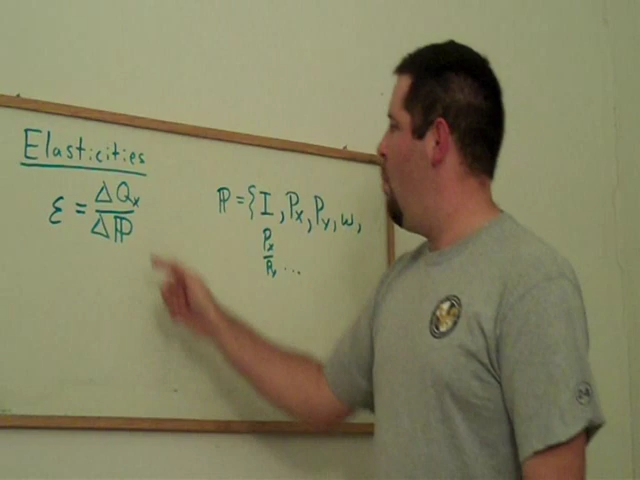 Elasticities
ε = ΔQx / Δℙ
ℙ = {I, Px, Py, w,
Px / Py ...